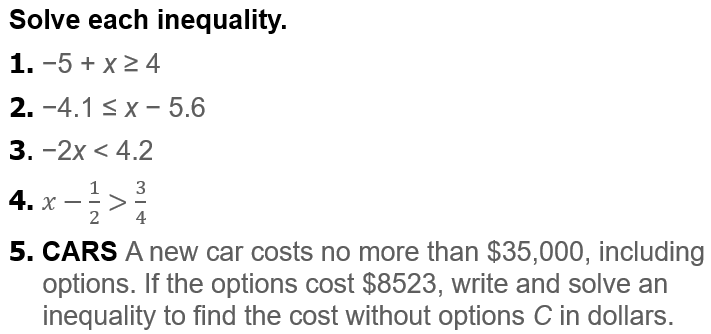 Solve each inequality.
1. −5 + x ≥ 4
2. −4.1 ≤ x − 5.6
3. −2x < 4.2
4. x − 1/2 > 3/4
5. CARS A new car costs no more than $35,000, including
options. If the options cost $8523, write and solve an
inequality to find the cost without options C in dollars.